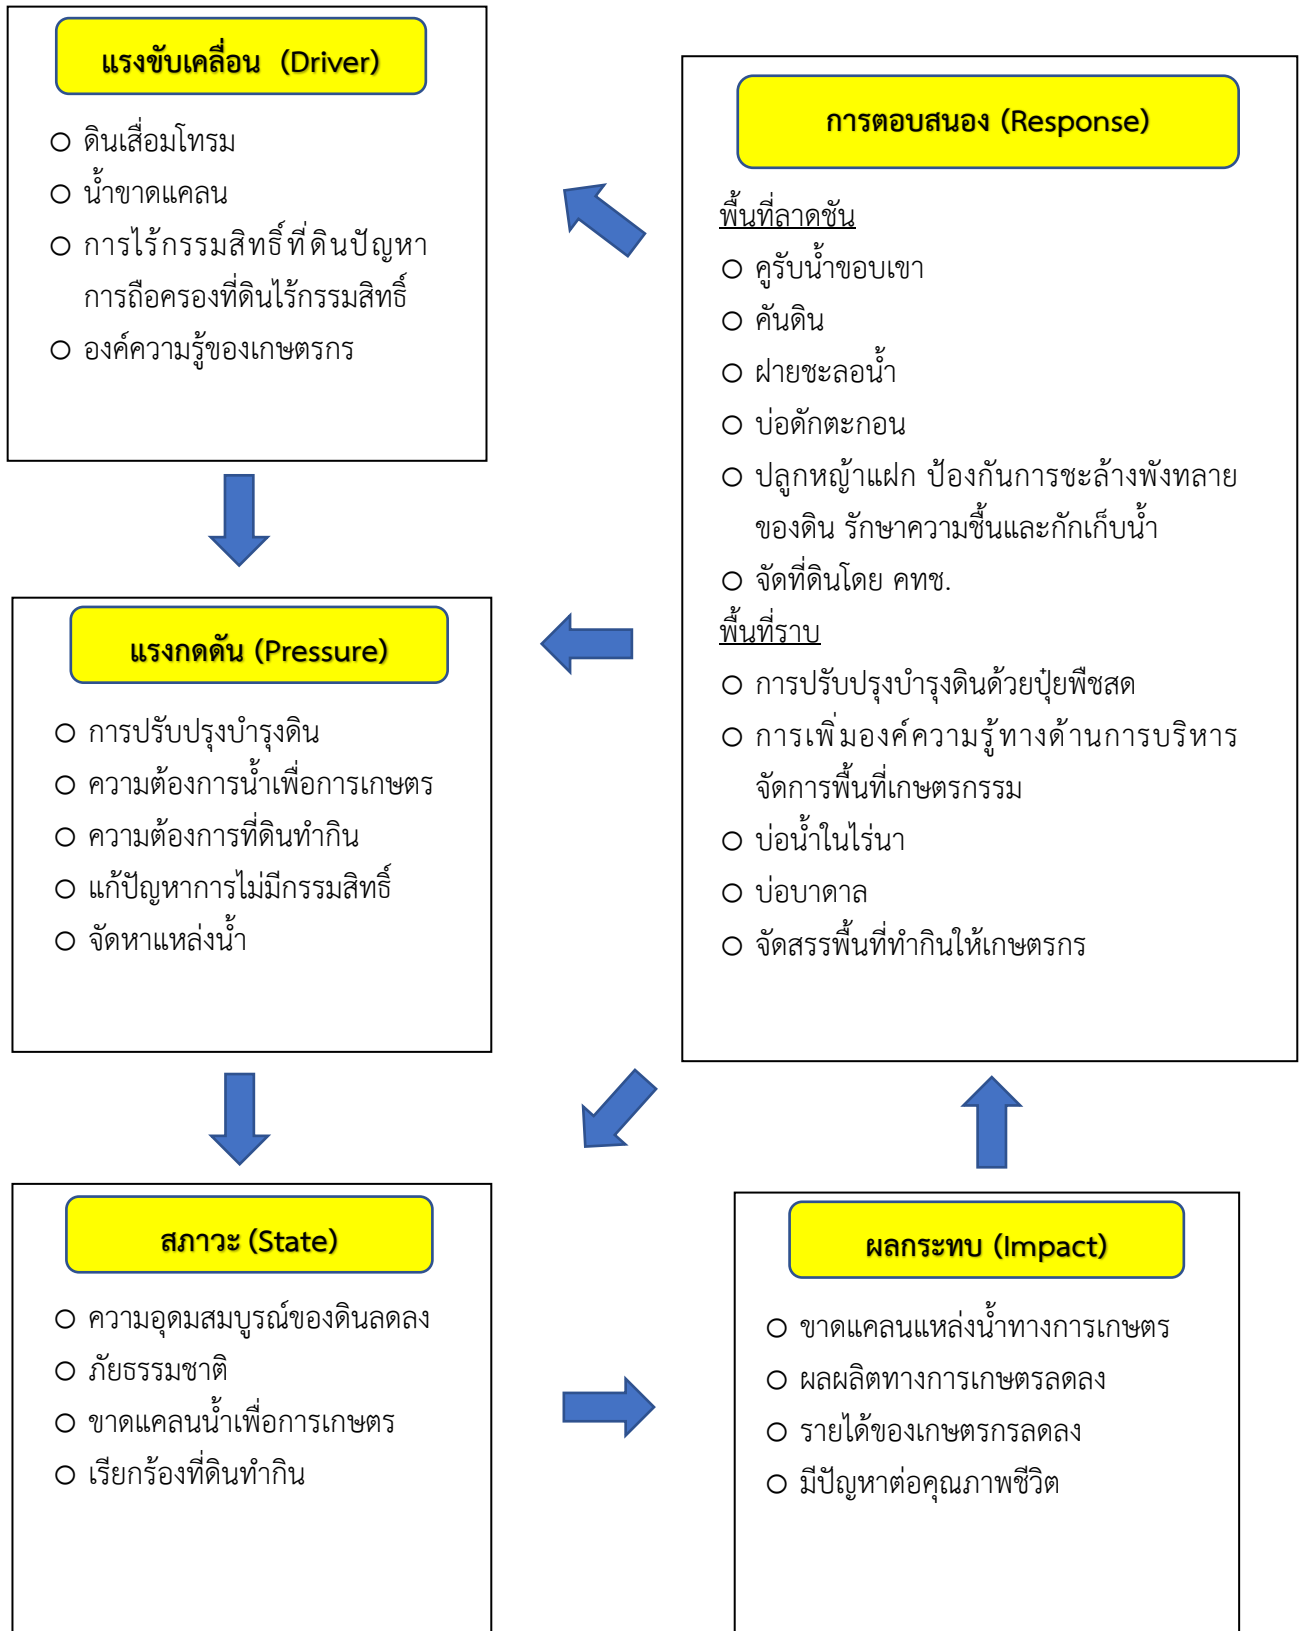 แรงขับเคลื่อน (Driver)
○ ดินเสื่อมโทรม
○ น้ำขาดแคลน
○ การไร้กรรมสิทธิ์ที่ดินปัญหา
การถือครองที่ดินไร้กรรมสิทธิ์
○ องค์ความรู้ของเกษตรกร
แรงกดดัน (Pressure)
○ การปรับปรุงบำรุงดิน
○ ความต้องการน้ำเพื่อการเกษตร
○ ความต้องการที่ดินทำกิน
○ แก้ปัญหาการไม่มีกรรมสิทธิ์
○ จัดหาแหล่งน้ำ
สภาวะ (State)
○ ความอุดมสมบูรณ์ของดินลดลง
○ ภัยธรรมชาติ
○ ขาดแคลนน้ำเพื่อการเกษตร
○ เรียกร้องที่ดินทำกิน
การตอบสนอง (Response)
พื้นที่ลาดชัน
○ คูรับน้ำขอบเขา
○ คันดิน
○ ฝายชะลอน้ำ
○ บ่อดักตะกอน
○ ปลูกหญ้าแฝก ป้องกันการชะล้างพังทลาย
ของดิน รักษาความชื้นและกักเก็บน้ำ
○ จัดที่ดินโดย คทช.
พื้นที่ราบ
○ การปรับปรุงบำรุงดินด้วยปุ๋ยพืชสด
○ การเพิ่มองค์ความรู้ทางด้านการบริหาร
จัดการพื้นที่เกษตรกรรม
○ บ่อน้ำในไร่นา
○ บ่อบาดาล
○ จัดสรรพื้นที่ทำกินให้เกษตรกร
ผลกระทบ (Impact)
○ ขาดแคลนแหล่งน้ำทางการเกษตร
○ ผลผลิตทางการเกษตรลดลง
○ รายได้ของเกษตรกรลดลง
○ มีปัญหาต่อคุณภาพชีวิต